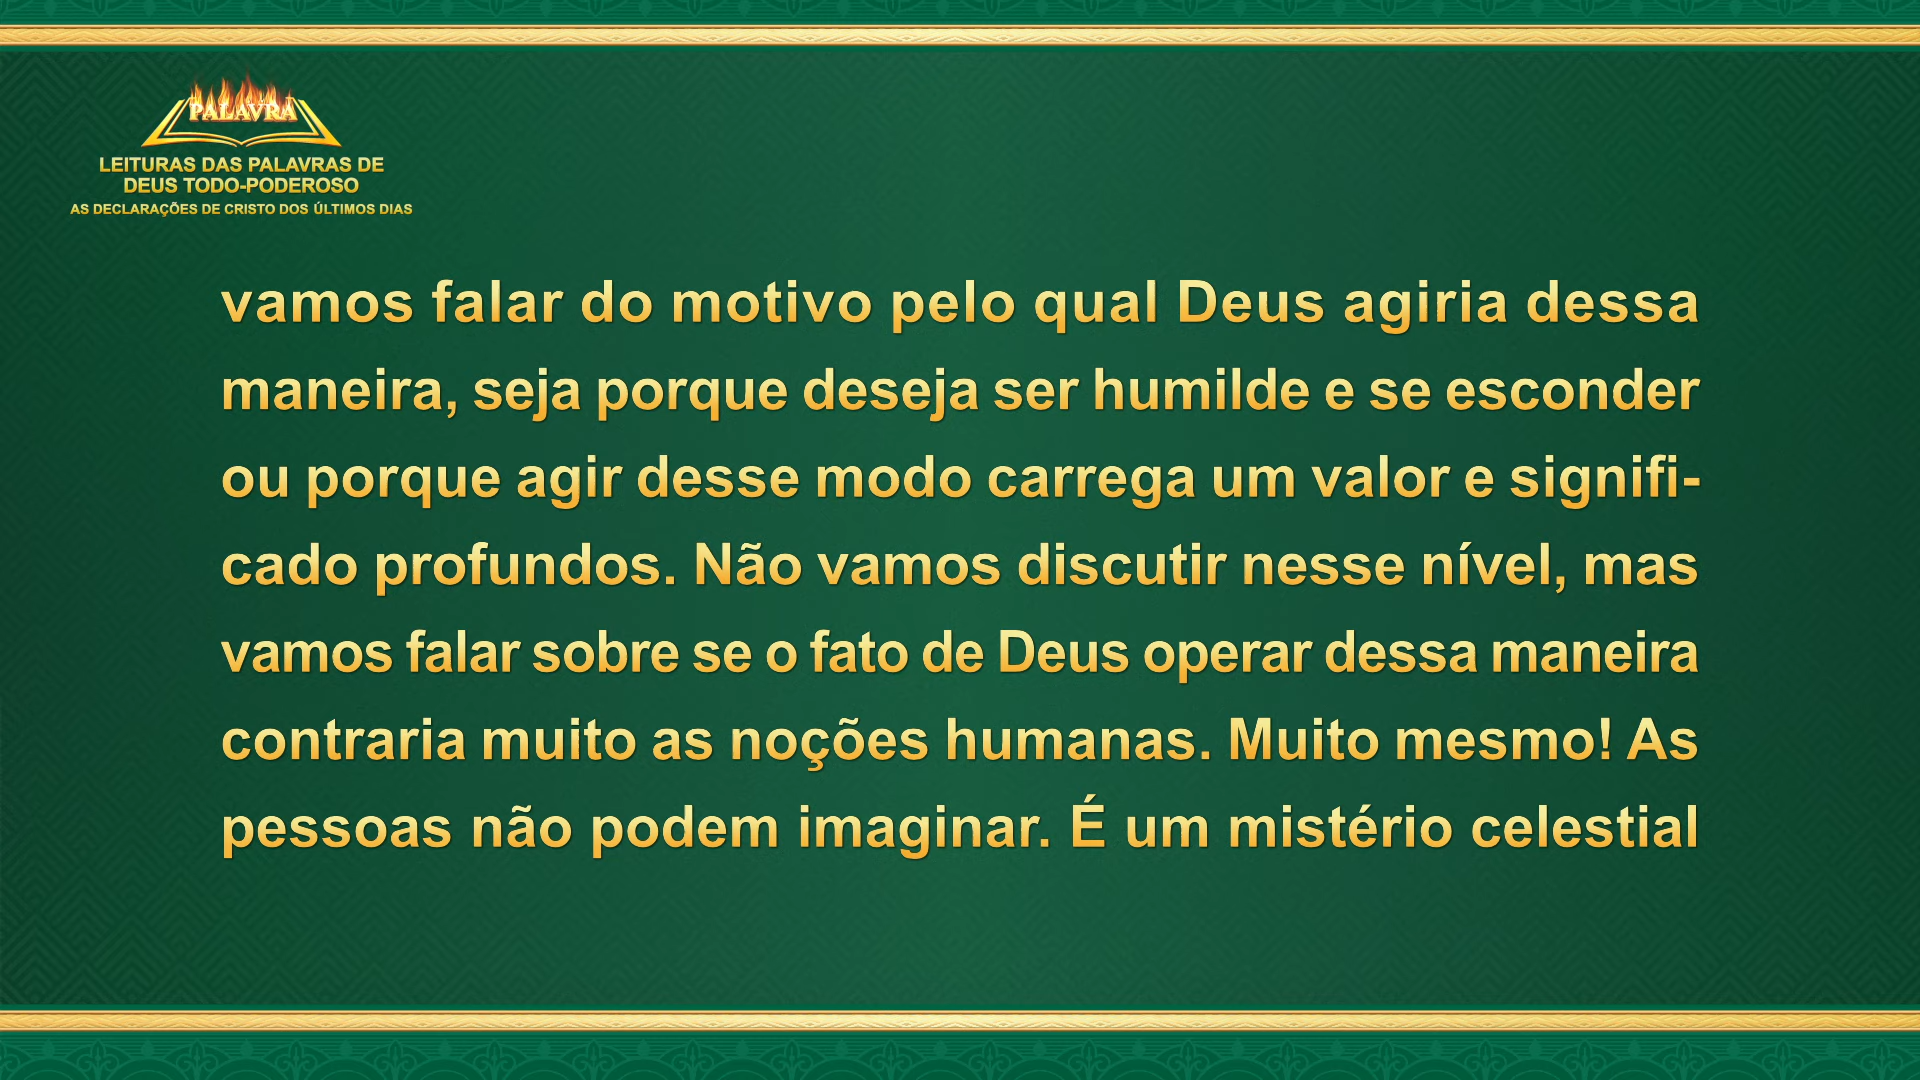 PALAVRA
LEITURAS DAS PALAVRAS DE
DEUS TODO-PODEROSO
AS DECLARAÇÕES DE CRISTO DOS ÚLTIMOS DIAS
vamos falar do motivo pelo qual Deus agiria dessa
maneira, seja porque deseja ser humilde e se esconder
ou porque agir desse modo carrega um valor e signifi-
cado profundos. Não vamos discutir nesse nível, mas
vamos falar sobre se o fato de Deus operar dessa maneira
contraria muito as noções humanas. Muito mesmo! As
pessoas não podem imaginar. É um mistério celestial